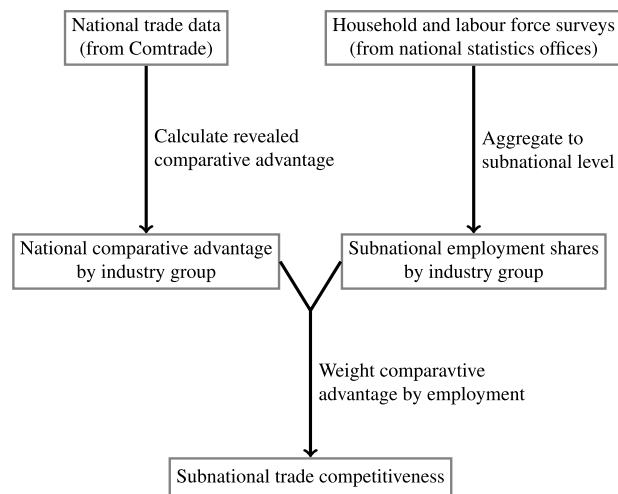 National trade data
(from Comtrade)
Household and labour force surveys
(from national statistics offices)
Calculate revealed
comparative advantage
Aggregate to
subnational level
National comparative advantage
by industry group
Subnational employment shares
by industry group
Weight comparavtive
advantage by employment
Subnational trade competitiveness